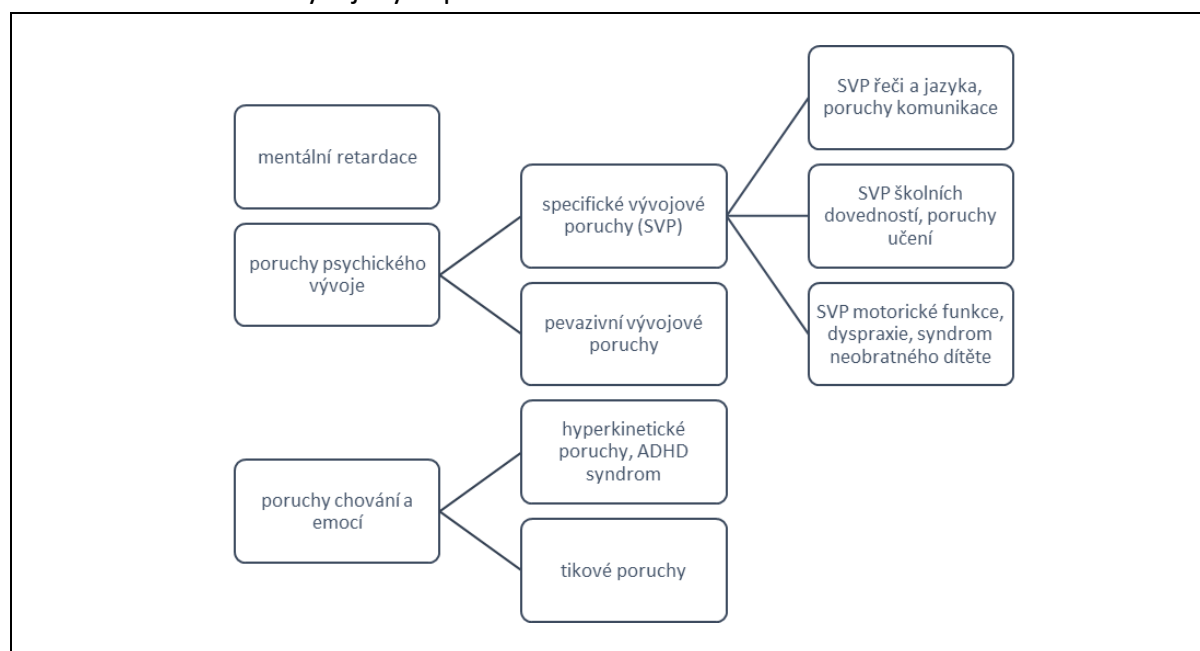 mentální retardace
poruchy psychického
vývoje
specifické vývojové
poruchy (SVP)
pevazivní vývojové
poruchy
SVP řeči a jazyka,
poruchy komunikace
SVP školních
dovedností, poruchy
učení
SVP motorické funkce,
dyspraxie, syndrom
neobratného dítěte
poruchy chování a
emocí
hyperkinetické
poruchy, ADHD
syndrom
tikové poruchy